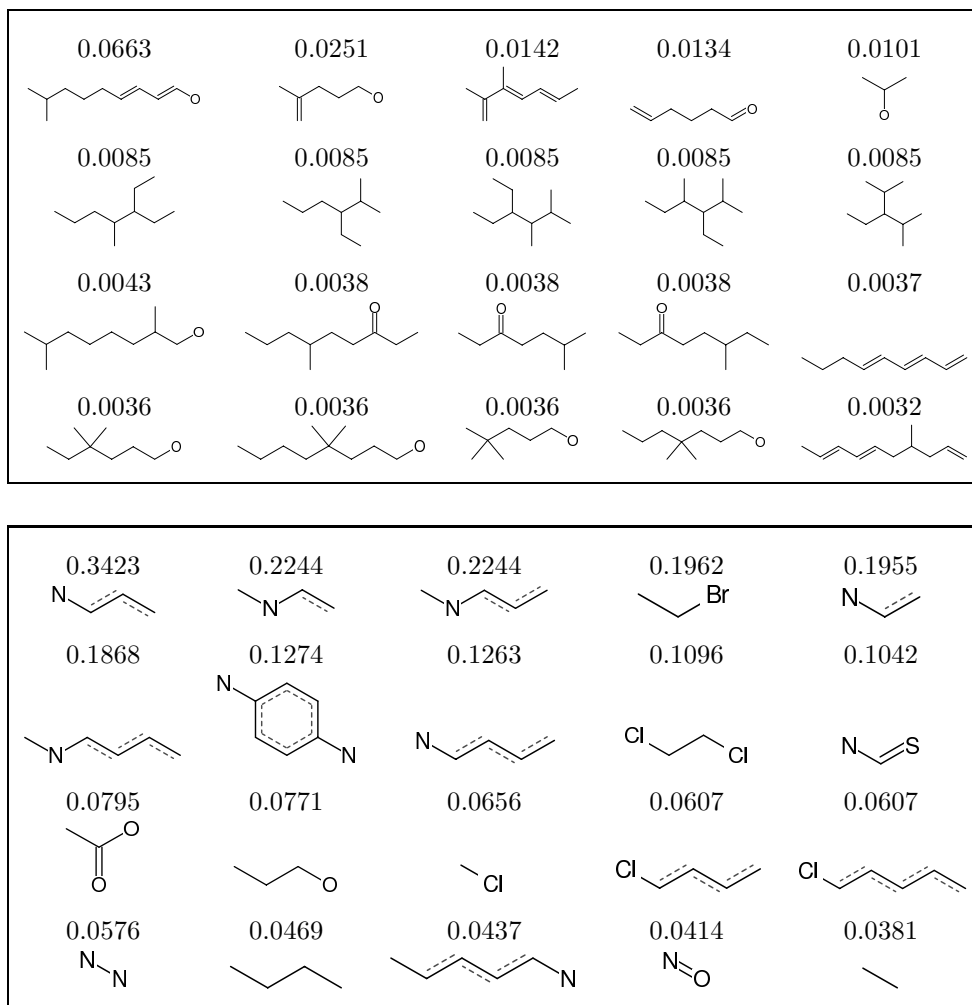 0.0663 0.0251 0.0142 0.0134 0.0101
O O O O
0.0085 0.0085 0.0085 0.0085 0.0085
0.0043 0.0038 0.0038 0.0038 0.0037
O O O
0.0036 0.0036 0.0036 0.0036 0.0032
O O O O
0.3423 0.2244 0.2244 0.1962 0.1955
N N N Br N
0.1868 0.1274 0.1263 0.1096 0.1042
N N N N Cl Cl N S
0.0795 0.0771 0.0656 0.0607 0.0607
O O O Cl Cl Cl
0.0576 0.0469 0.0437 0.0414 0.0381
N N N N O